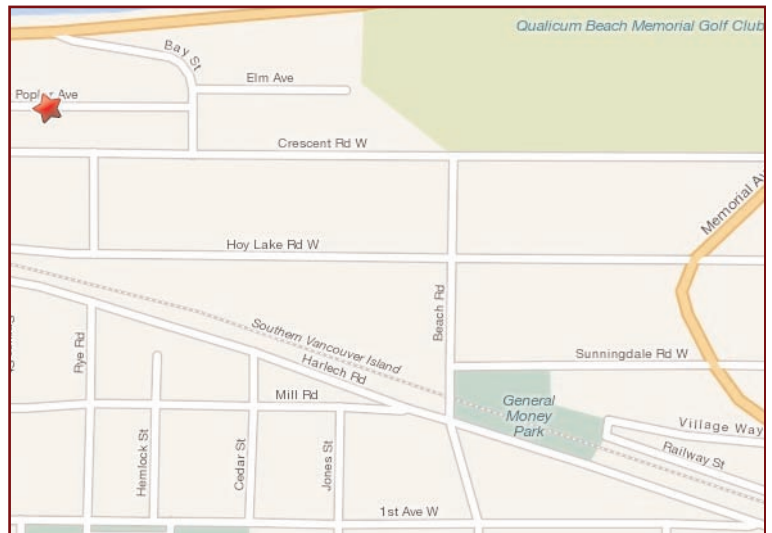 Qualicum Beach Memorial Golf Club
Bay St
Elm Ave
Poplar Ave
Crescent Rd W
Memorial Av
Hoy Lake Rd W
Beach Rd
Southern Vancouver Island
Harlech Rd
Rye Rd
Sunningdale Rd W
Mill Rd
General
Money
Park
Village Way
Railway St
Hemlock St
Cedar St
Jones St
1st Ave W